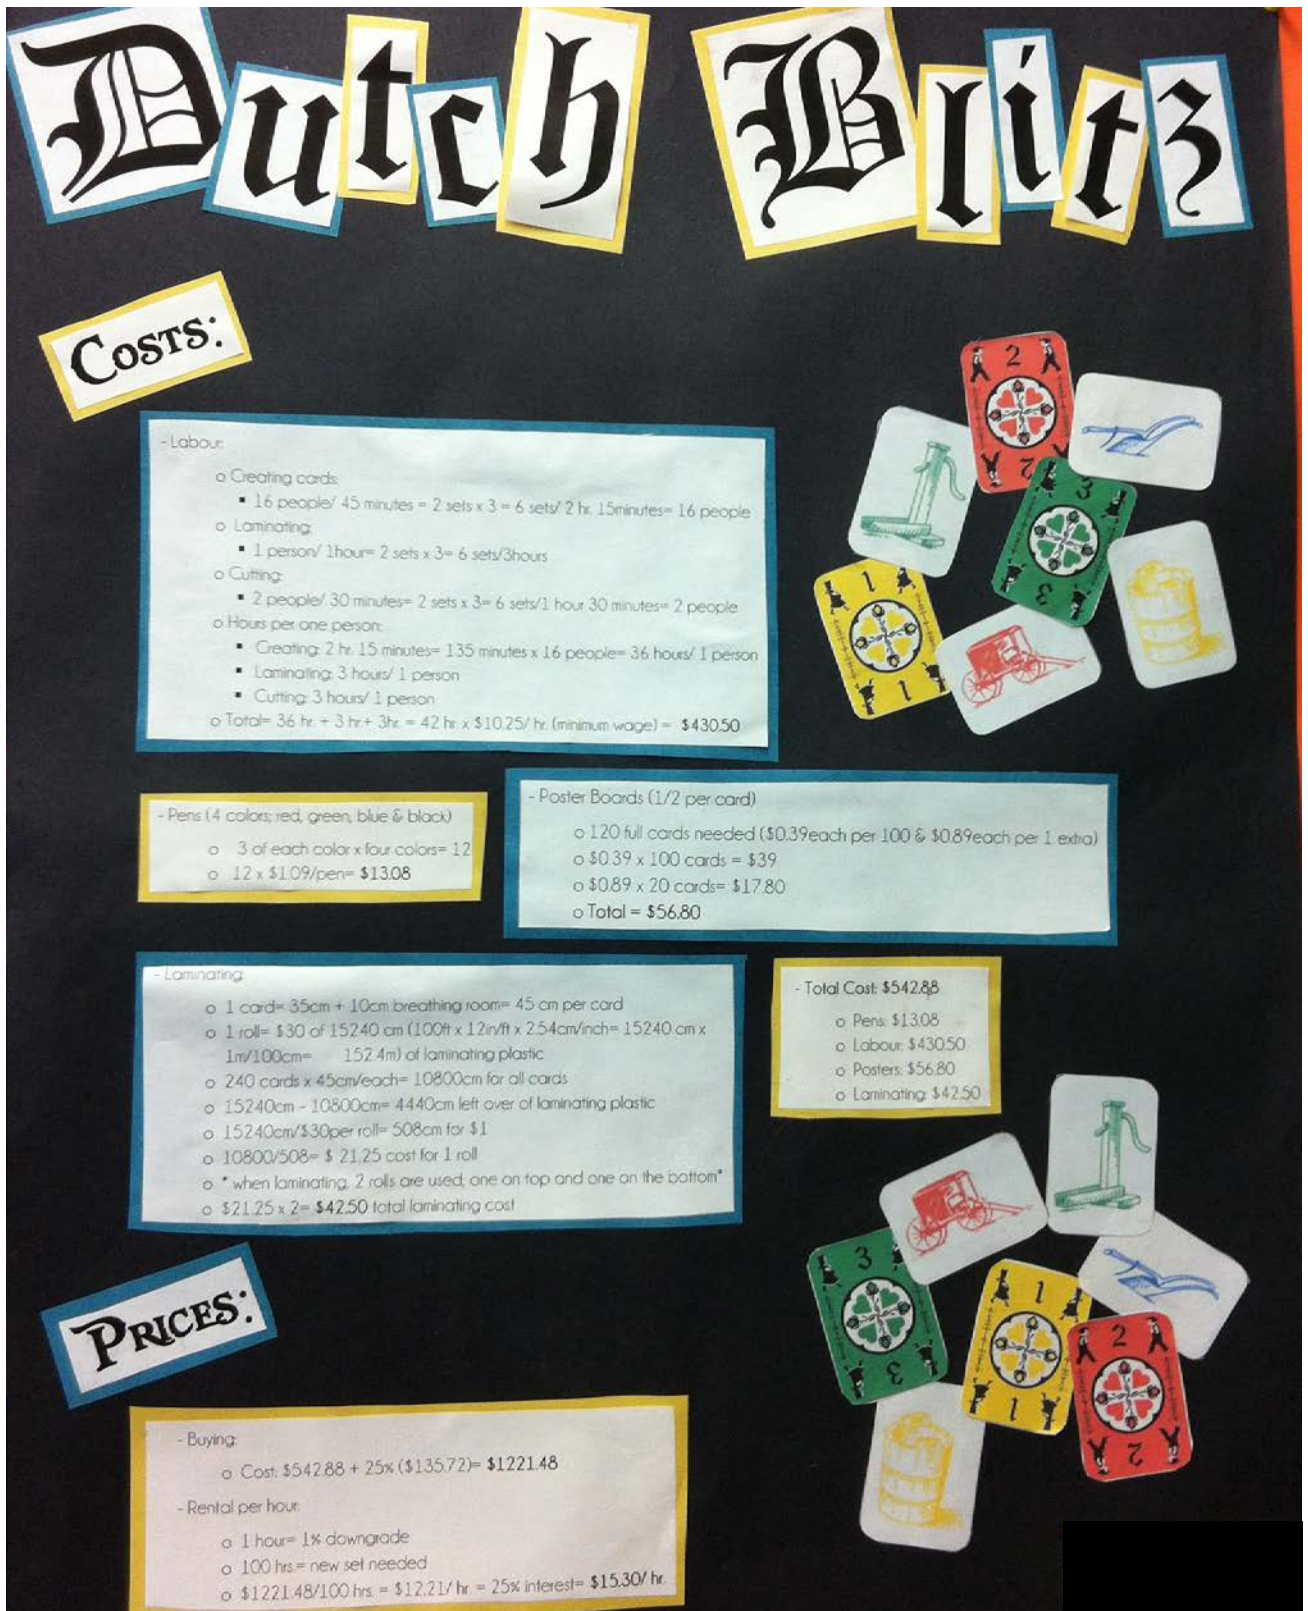 Dutch Blitz
Costs:
- Labour:
o Creating cards:
▪ 16 people/ 45 minutes = 2 sets x 3 = 6 sets/ 2 hr. 15minutes= 16 people
o Laminating:
▪ 1 person/ 1hour= 2 sets x 3= 6 sets/3hours
o Cutting:
▪ 2 people/ 30 minutes= 2 sets x 3= 6 sets/1 hour 30 minutes= 2 people
o Hours per one person:
▪ Creating: 2 hr. 15 minutes= 135 minutes x 16 people= 36 hours/ 1 person
▪ Laminating: 3 hours/ 1 person
▪ Cutting: 3 hours/ 1 person
o Total= 36 hr. + 3 hr.+ 3hr. = 42 hr. x $10.25/ hr. (minimum wage) = $430.50
- Pens (4 colors; red, green, blue & black)
o 3 of each color x four colors= 12
o 12 x $1.09/pen= $13.08
- Poster Boards (1/2 per card)
o 120 full cards needed ($0.39each per 100 & $0.89each per 1 extra)
o $0.39 x 100 cards = $39
o $0.89 x 20 cards= $17.80
o Total = $56.80
- Laminating:
o 1 card= 35cm + 10cm breathing room= 45 cm per card
o 1 roll= $30 of 15240 cm (100ft x 12in/ft x 2.54cm/inch= 15240 cm x
1m/100cm= 152.4m) of laminating plastic
o 240 cards x 45cm/each= 10800cm for all cards
o 15240cm - 10800cm= 4440cm left over of laminating plastic
o 15240cm/$30per roll= 508cm for $1
o 10800/508= $ 21.25 cost for 1 roll
o *when laminating, 2 rolls are used, one on top and one on the bottom*
o $21.25 x 2= $42.50 total laminating cost
- Total Cost: $542.88
o Pens: $13.08
o Labour: $430.50
o Posters: $56.80
o Laminating: $42.50
Prices:
- Buying:
o Cost: $542.88 + 25% ($135.72)= $1221.48
- Rental per hour:
o 1 hour= 1% downgrade
o 100 hrs.= new set needed
o $1221.48/100 hrs. = $12.21/ hr = 25% interest= $15.30/ hr.
2
2
3
3
1
1
3
3
1
1
2
2